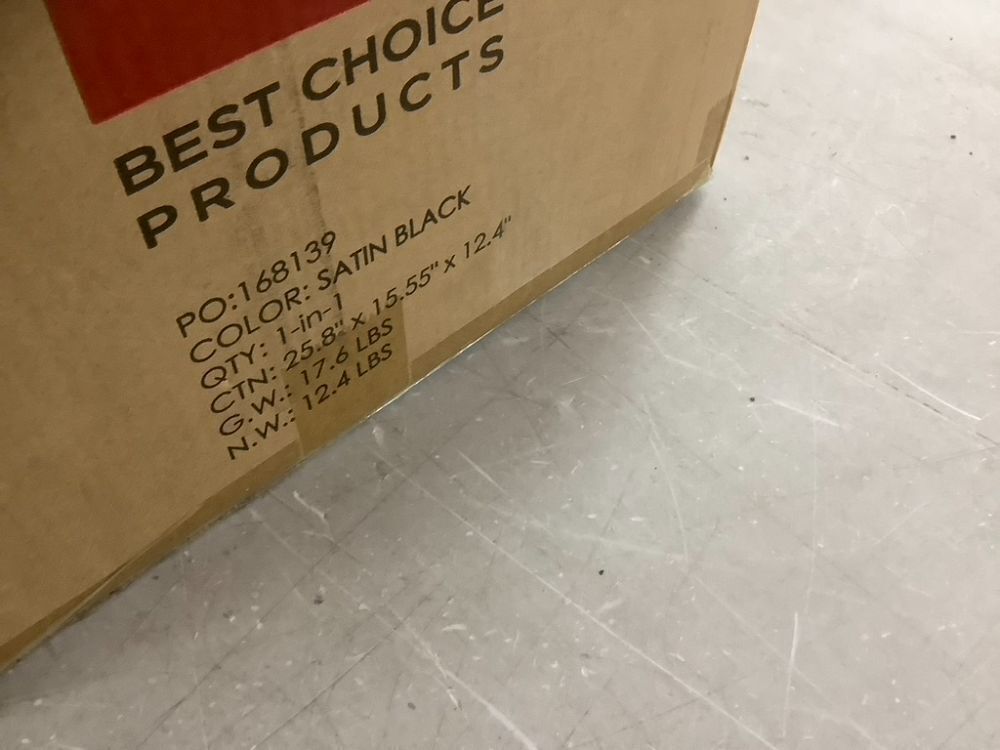 BEST CHOICE
PRODUCTS
PO:168139
COLOR: SATIN BLACK
QTY: 1-in-1
CTN: 25.8" x 15.55" x 12.4"
G.W.: 17.6 LBS
N.W.: 12.4 LBS